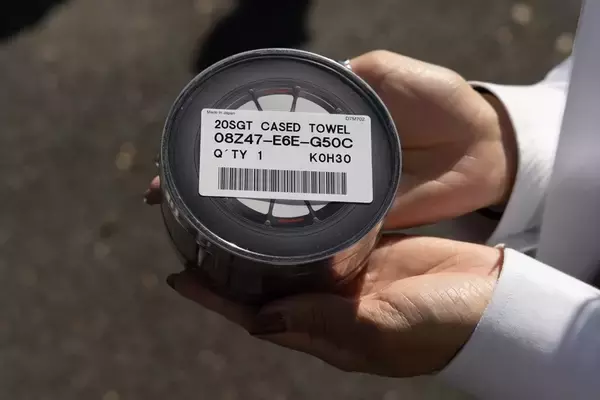 Made in Japan
20SGT CASED TOWEL
08Z47-E6E-G50C
Q´TY 1 K0H30